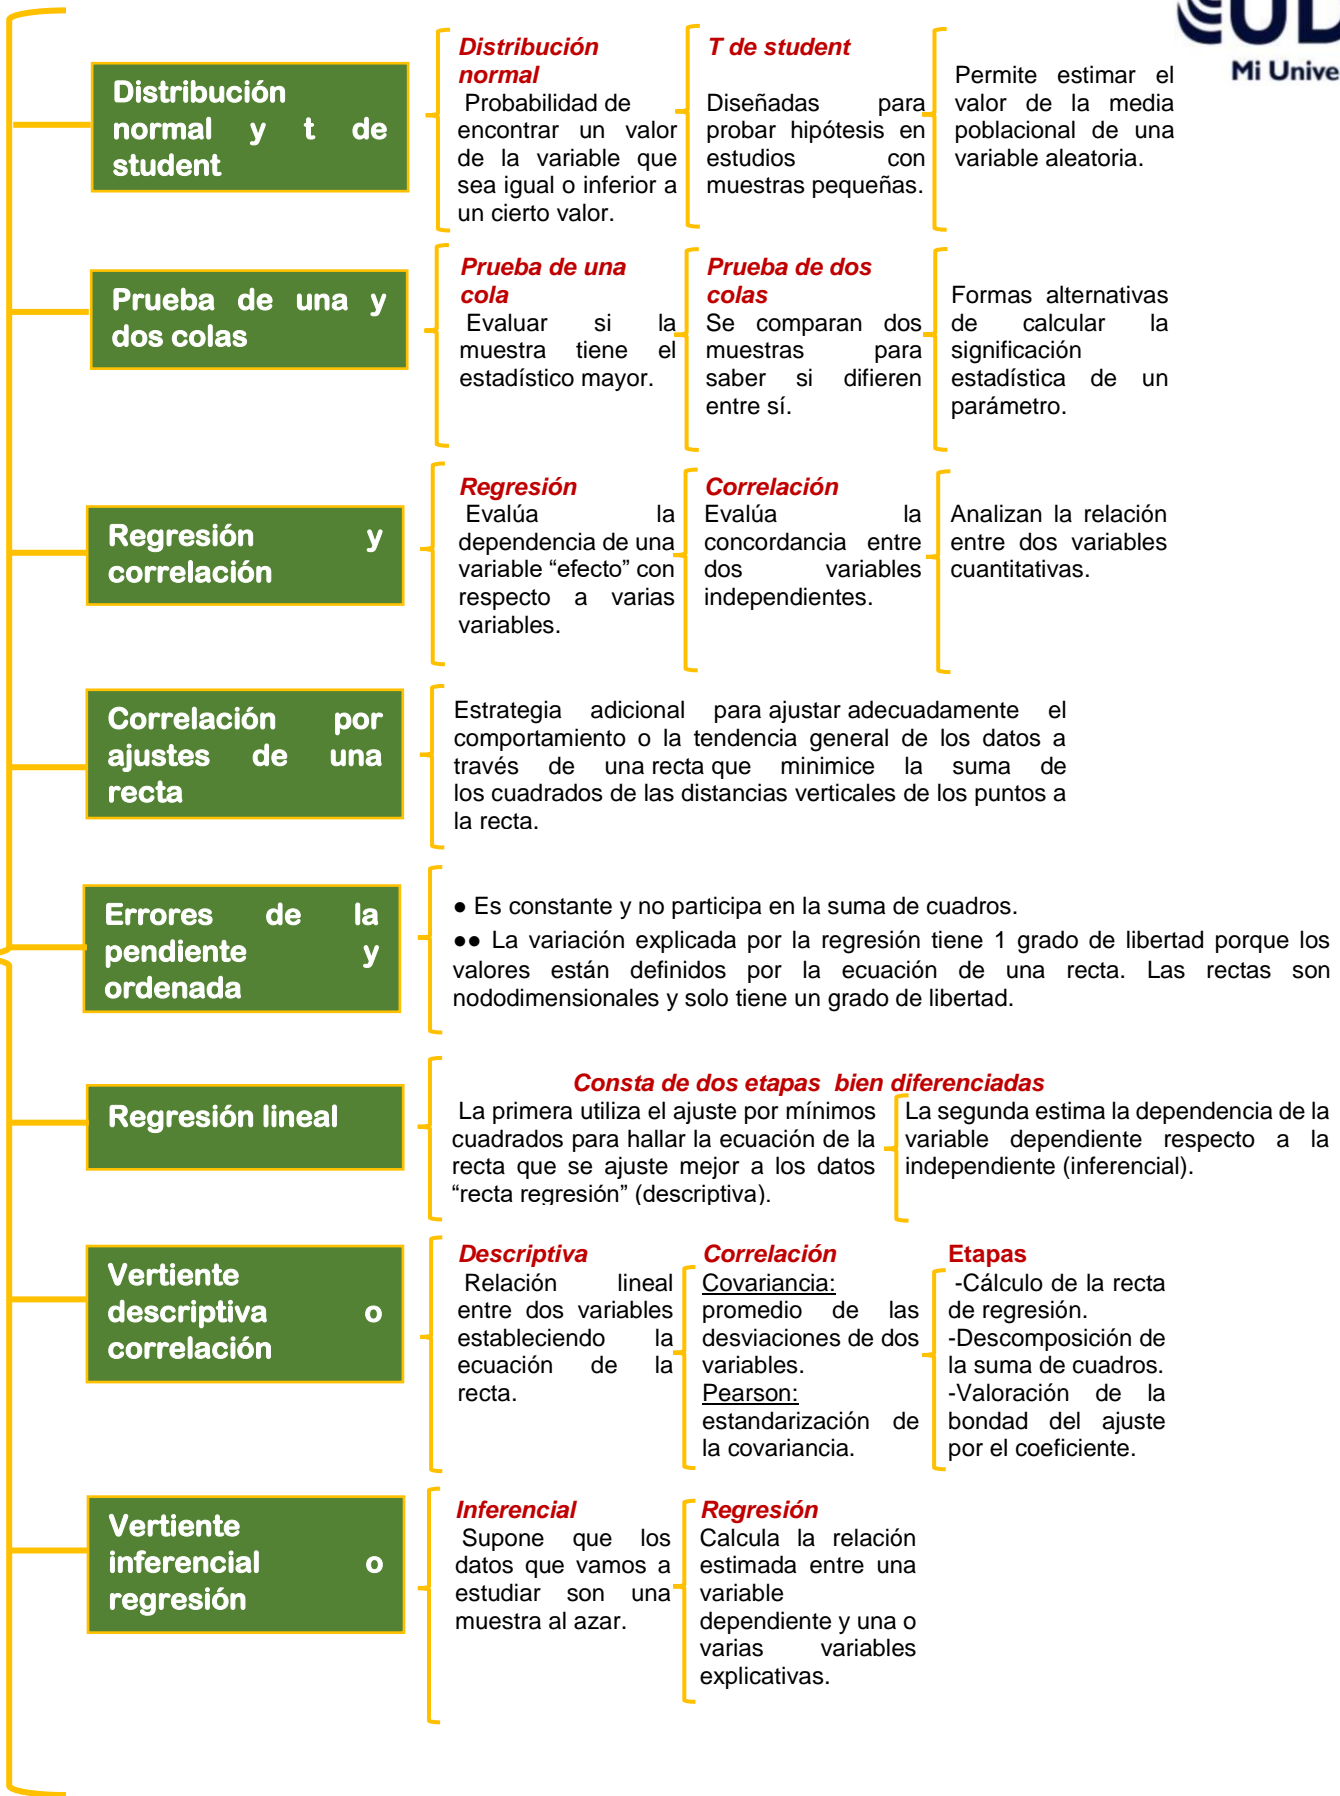 Mi Unive
Distribución
normal y t de
student
Distribución
normal
Probabilidad de
encontrar un valor
de la variable que
sea igual o inferior a
un cierto valor.
T de student
Diseñadas para
probar hipótesis en
estudios con
muestras pequeñas.
Permite estimar el
valor de la media
poblacional de una
variable aleatoria.
Prueba de una y
dos colas
Prueba de una
cola
Evaluar si la
muestra tiene el
estadístico mayor.
Prueba de dos
colas
Se comparan dos
muestras para
saber si difieren
entre sí.
Formas alternativas
de calcular la
significación
estadística de un
parámetro.
Regresión y
correlación
Regresión
Evalúa la
dependencia de una
variable “efecto” con
respecto a varias
variables.
Correlación
Evalúa la
concordancia entre
dos variables
independientes.
Analizan la relación
entre dos variables
cuantitativas.
Correlación por
ajustes de una
recta
Estrategia adicional para ajustar adecuadamente el
comportamiento o la tendencia general de los datos a
través de una recta que minimice la suma de
los cuadrados de las distancias verticales de los puntos a
la recta.
Errores de la
pendiente y
ordenada
● Es constante y no participa en la suma de cuadros.
●● La variación explicada por la regresión tiene 1 grado de libertad porque los
valores están definidos por la ecuación de una recta. Las rectas son
nododimensionales y solo tiene un grado de libertad.
Regresión lineal
Consta de dos etapas bien diferenciadas
La primera utiliza el ajuste por mínimos
cuadrados para hallar la ecuación de la
recta que se ajuste mejor a los datos
“recta regresión” (descriptiva).
La segunda estima la dependencia de la
variable dependiente respecto a la
independiente (inferencial).
Vertiente
descriptiva o
correlación
Descriptiva
Relación lineal
entre dos variables
estableciendo la
ecuación de la
recta.
Correlación
Covariancia:
promedio de las
desviaciones de dos
variables.
Pearson:
estandarización de
la covariancia.
Etapas
-Cálculo de la recta
de regresión.
-Descomposición de
la suma de cuadros.
-Valoración de la
bondad del ajuste
por el coeficiente.
Vertiente
inferencial o
regresión
Inferencial
Supone que los
datos que vamos a
estudiar son una
muestra al azar.
Regresión
Calcula la relación
estimada entre una
variable
dependiente y una o
varias variables
explicativas.